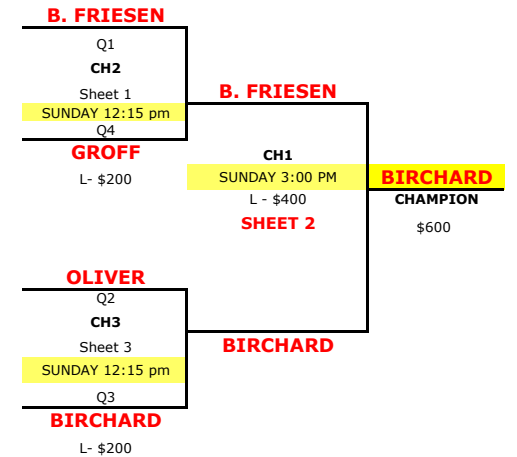 B. FRIESEN
Q1
CH2
Sheet 1
SUNDAY 12:15 pm
Q4
GROFF
L- $200
B. FRIESEN
CH1
SUNDAY 3:00 PM
L - $400
SHEET 2
BIRCHARD
CHAMPION
$600
OLIVER
Q2
CH3
Sheet 3
SUNDAY 12:15 pm
Q3
BIRCHARD
L- $200
BIRCHARD